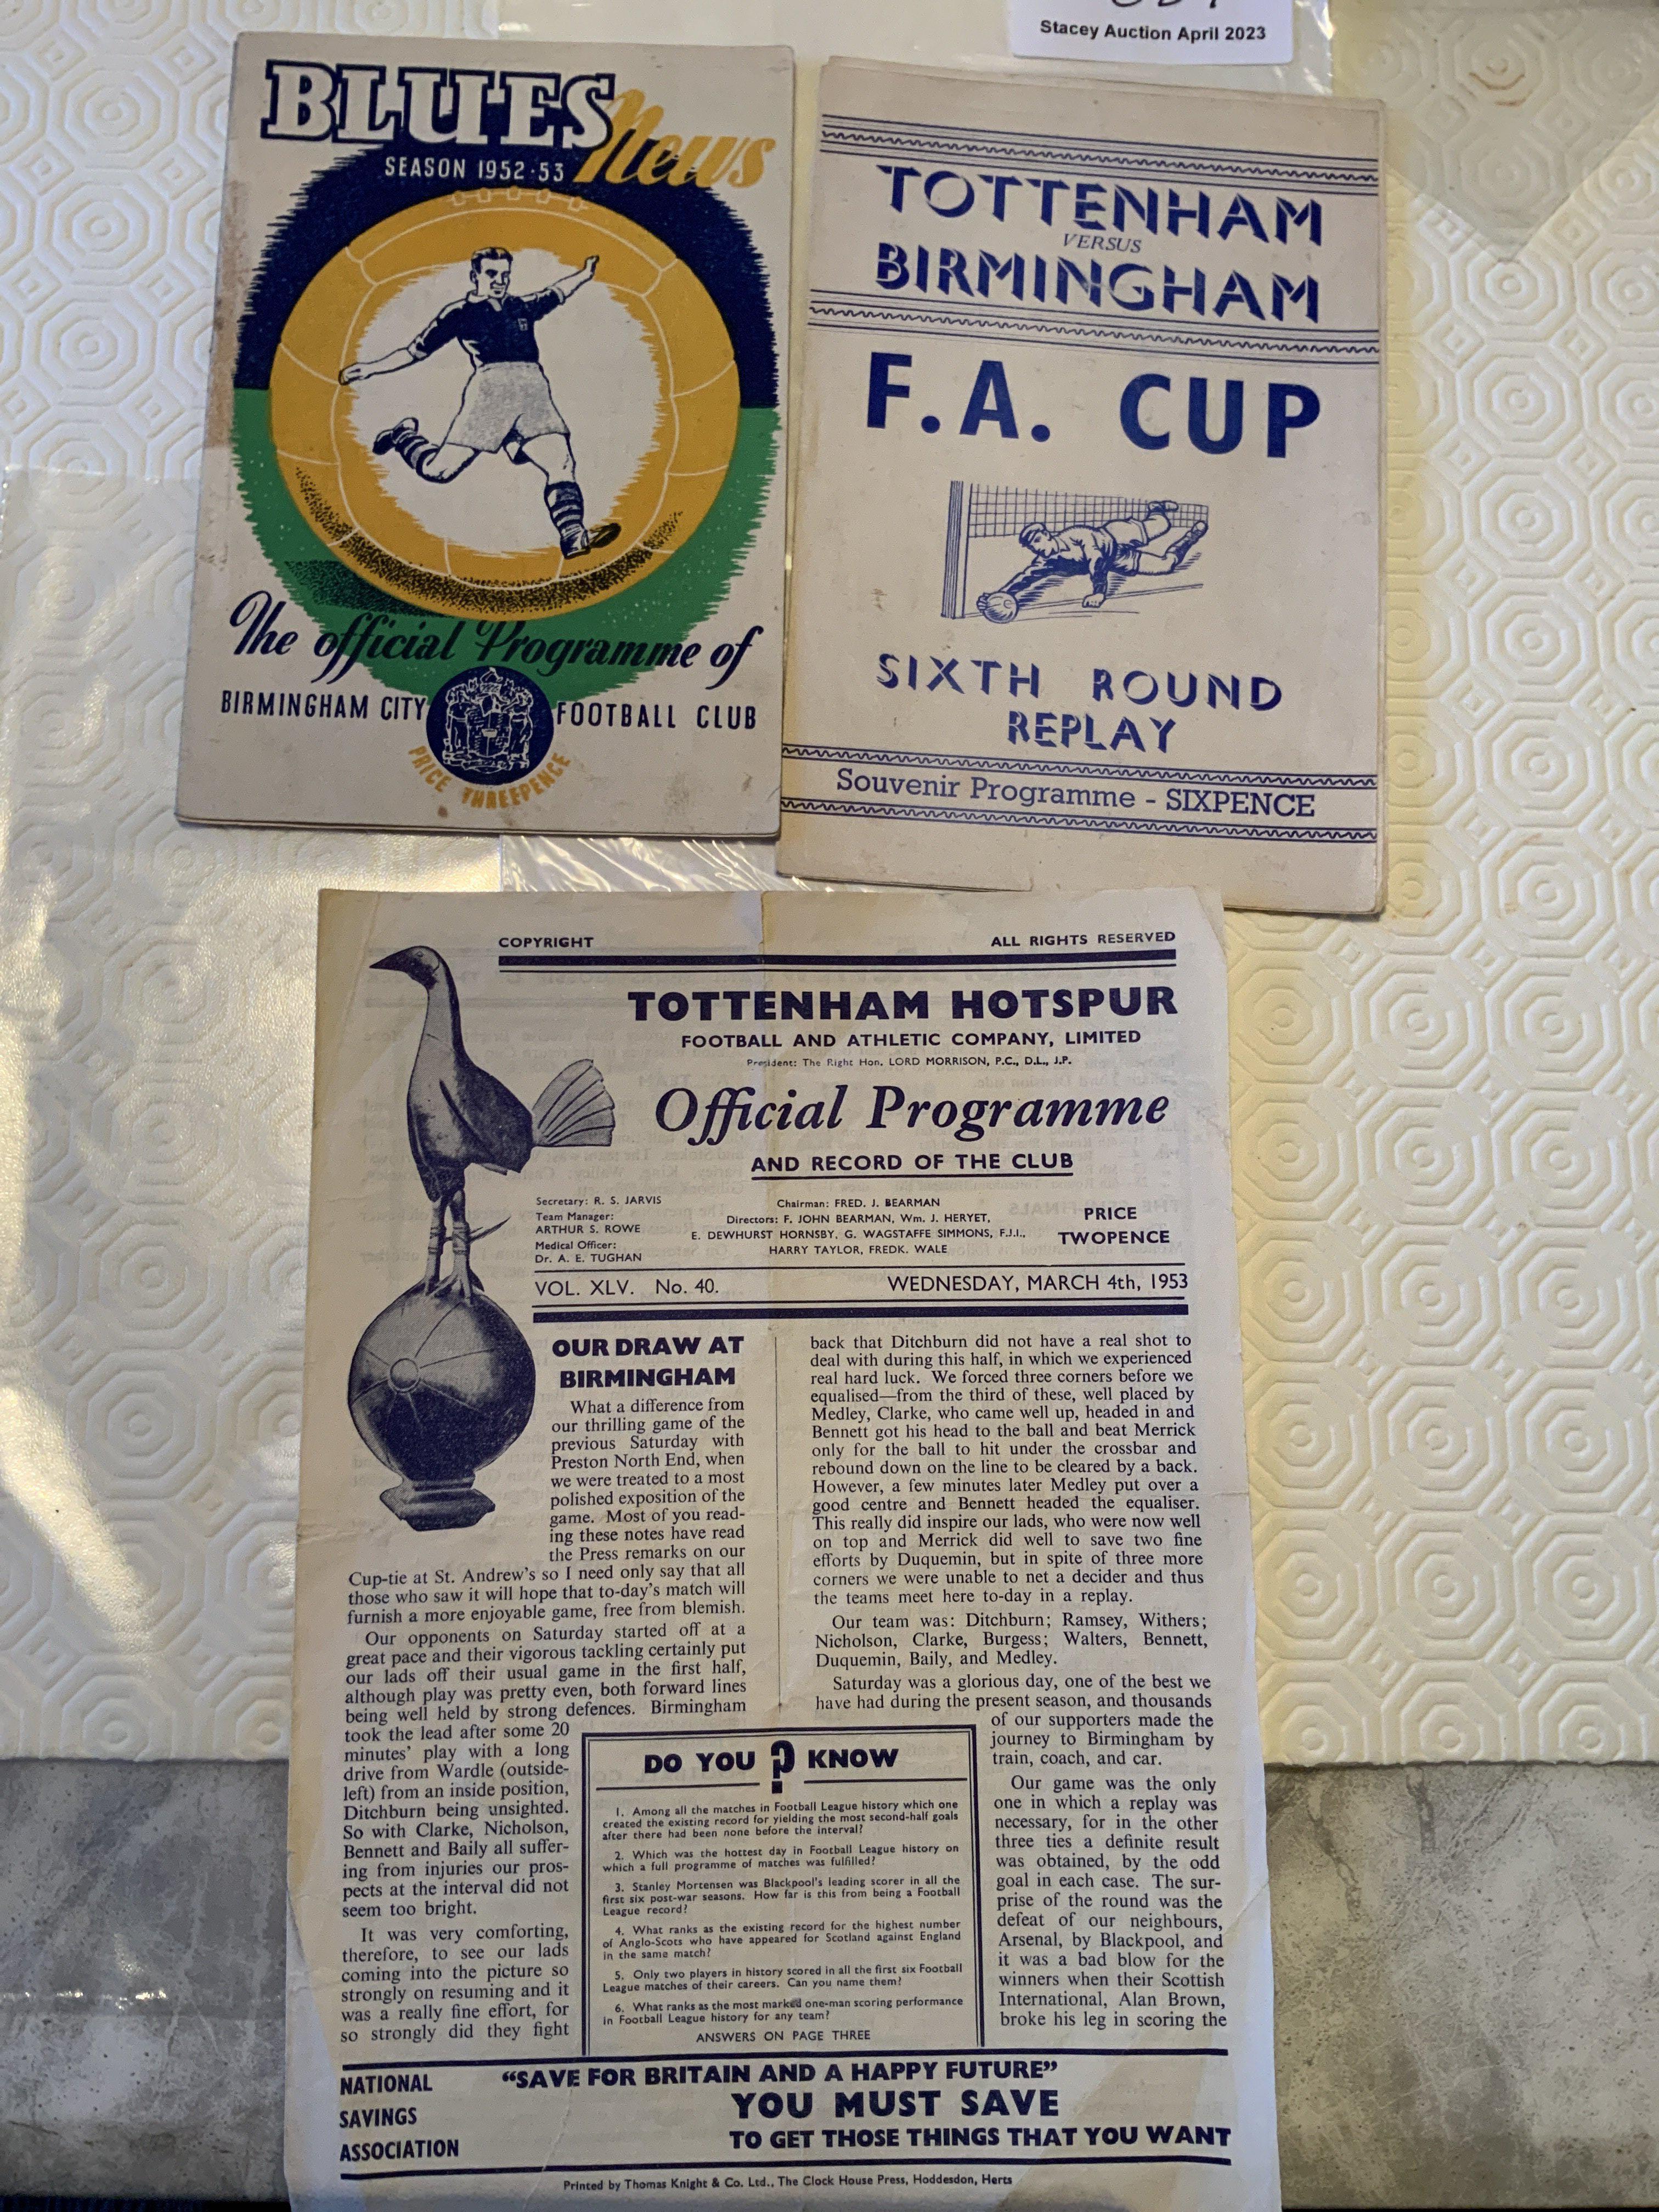 Stacey Auction April 2023
BLUES News
SEASON 1952-53
The official Programme of
BIRMINGHAM CITY FOOTBALL CLUB
PRICE THREEPENCE
TOTTENHAM
VERSUS
BIRMINGHAM
F.A. CUP
SIXTH ROUND
REPLAY
Souvenir Programme - SIXPENCE
COPYRIGHT ALL RIGHTS RESERVED
TOTTENHAM HOTSPUR
FOOTBALL AND ATHLETIC COMPANY, LIMITED
President: The Right Hon. LORD MORRISON, P.C., D.L., J.P.
Official Programme
AND RECORD OF THE CLUB
Secretary: R. S. JARVIS
Team Manager:
ARTHUR S. ROWE
Medical Officer:
Dr. A. E. TUGHAN
Chairman: FRED. J. BEARMAN
Directors: F. JOHN BEARMAN, Wm. J. HERYET,
E. DEWHURST HORNSBY, G. WAGSTAFFE SIMMONS, F.J.I.,
HARRY TAYLOR, FREDK. WALE
PRICE
TWOPENCE
VOL. XLV. No. 40. WEDNESDAY, MARCH 4th, 1953
OUR DRAW AT
BIRMINGHAM
What a difference from
our thrilling game of the
previous Saturday with
Preston North End, when
we were treated to a most
polished exposition of the
game. Most of you read-
ing these notes have read
the Press remarks on our
Cup-tie at St. Andrew's so I need only say that all
those who saw it will hope that to-day's match will
furnish a more enjoyable game, free from blemish.
Our opponents on Saturday started off at a
great pace and their vigorous tackling certainly put
our lads off their usual game in the first half,
although play was pretty even, both forward lines
being well held by strong defences. Birmingham
took the lead after some 20
minutes' play with a long
drive from Wardle (outside-
left) from an inside position,
Ditchburn being unsighted.
So with Clarke, Nicholson,
Bennett and Baily all suffer-
ing from injuries our pros-
pects at the interval did not
seem too bright.
It was very comforting,
therefore, to see our lads
coming into the picture so
strongly on resuming and it
was a really fine effort, for
so strongly did they fight
back that Ditchburn did not have a real shot to
deal with during this half, in which we experienced
real hard luck. We forced three corners before we
equalised—from the third of these, well placed by
Medley, Clarke, who came well up, headed in and
Bennett got his head to the ball and beat Merrick
only for the ball to hit under the crossbar and
rebound down on the line to be cleared by a back.
However, a few minutes later Medley put over a
good centre and Bennett headed the equaliser.
This really did inspire our lads, who were now well
on top and Merrick did well to save two fine
efforts by Duquemin, but in spite of three more
corners we were unable to net a decider and thus
the teams meet here to-day in a replay.
Our team was: Ditchburn; Ramsey, Withers;
Nicholson, Clarke, Burgess; Walters, Bennett,
Duquemin, Baily, and Medley.
Saturday was a glorious day, one of the best we
have had during the present season, and thousands
of our supporters made the
journey to Birmingham by
train, coach, and car.
Our game was the only
one in which a replay was
necessary, for in the other
three ties a definite result
was obtained, by the odd
goal in each case. The sur-
prise of the round was the
defeat of our neighbours,
Arsenal, by Blackpool, and
it was a bad blow for the
winners when their Scottish
International, Alan Brown,
broke his leg in scoring the
DO YOU ? KNOW
1. Among all the matches in Football League history which one
created the existing record for yielding the most second-half goals
after there had been none before the interval?
2. Which was the hottest day in Football League history on
which a full programme of matches was fulfilled?
3. Stanley Mortensen was Blackpool's leading scorer in all the
first six post-war seasons. How far is this from being a Football
League record?
4. What ranks as the existing record for the highest number
of Anglo-Scots who have appeared for Scotland against England
in the same match?
5. Only two players in history scored in all the first six Football
League matches of their careers. Can you name them?
6. What ranks as the most marked one-man scoring performance
in Football League history for any team?
ANSWERS ON PAGE THREE
NATIONAL
SAVINGS
ASSOCIATION
"SAVE FOR BRITAIN AND A HAPPY FUTURE"
YOU MUST SAVE
TO GET THOSE THINGS THAT YOU WANT
Printed by Thomas Knight & Co. Ltd., The Clock House Press, Hoddesdon, Herts